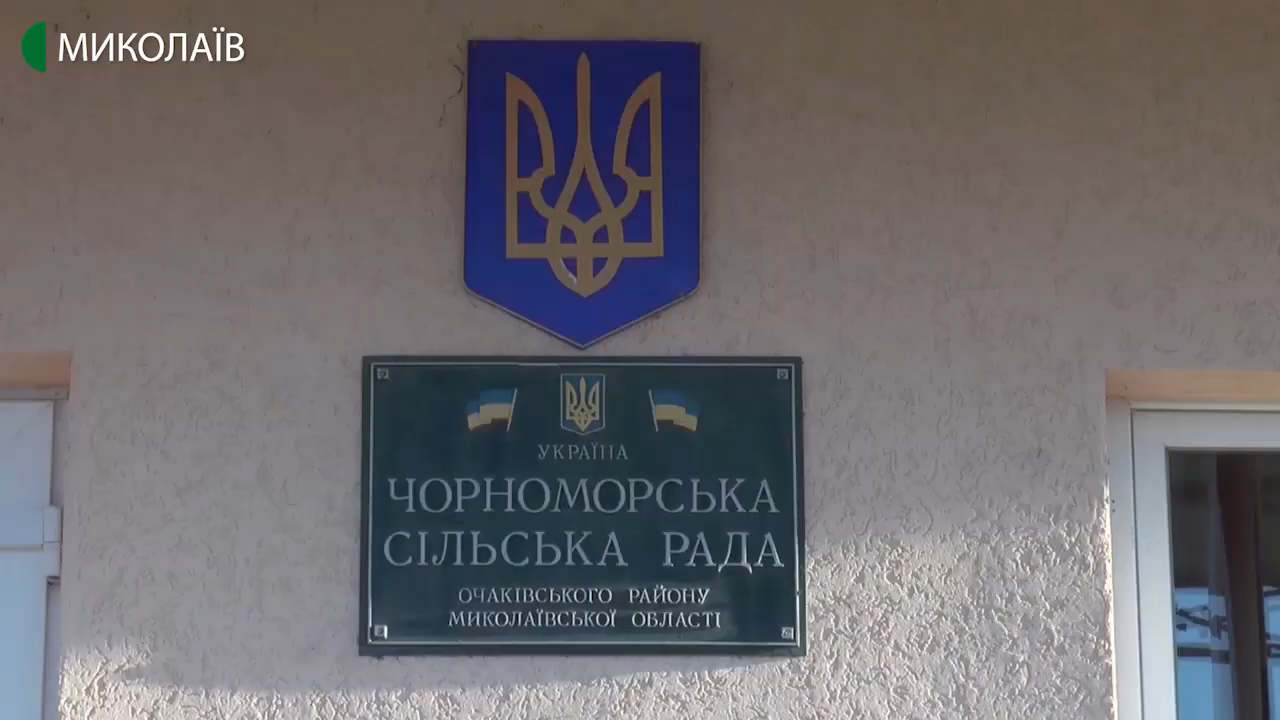 МИКОЛАЇВ
УКРАЇНА
ЧОРНОМОРСЬКА
СІЛЬСЬКА РАДА
ОЧАКІВСЬКОГО РАЙОНУ
МИКОЛАЇВСЬКОЇ ОБЛАСТІ